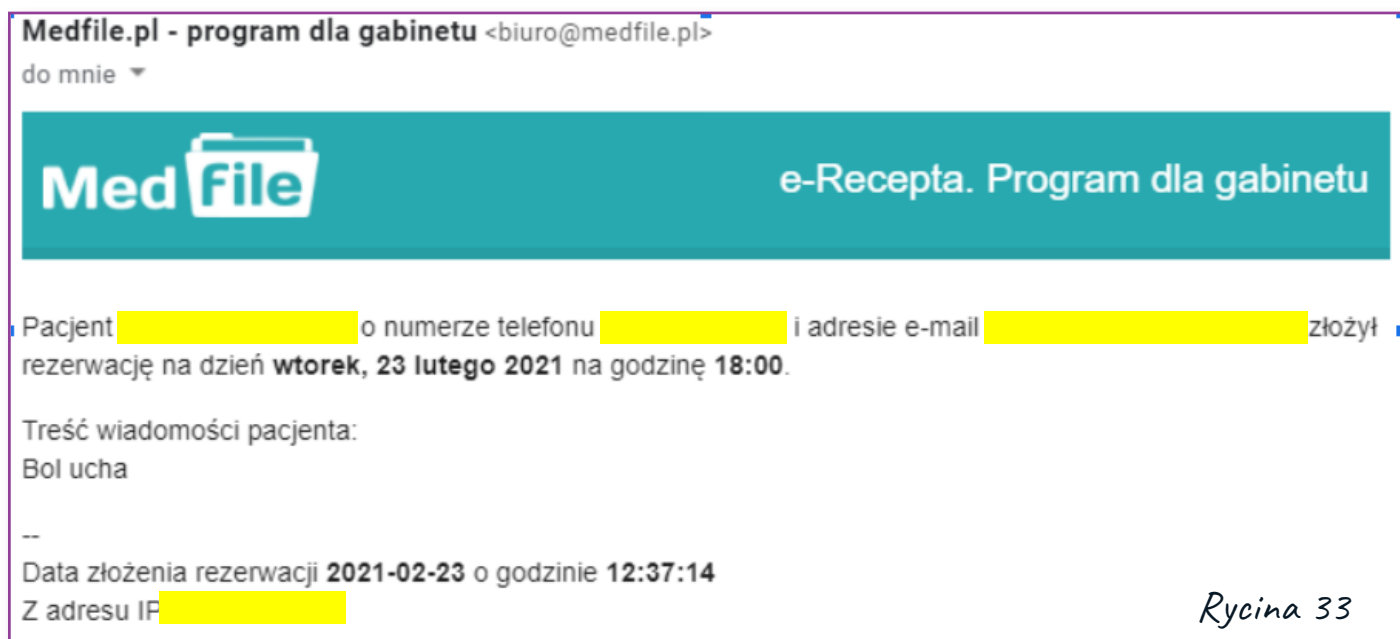 Medfile.pl - program dla gabinetu <biuro@medfile.pl>
do mnie
Med file
e-Recepta. Program dla gabinetu
Pacjent o numerze telefonu i adresie e-mail złożył
rezerwację na dzień wtorek, 23 lutego 2021 na godzinę 18:00.
Treść wiadomości pacjenta:
Bol ucha
--
Data złożenia rezerwacji 2021-02-23 o godzinie 12:37:14
Z adresu IP
Rycina 33